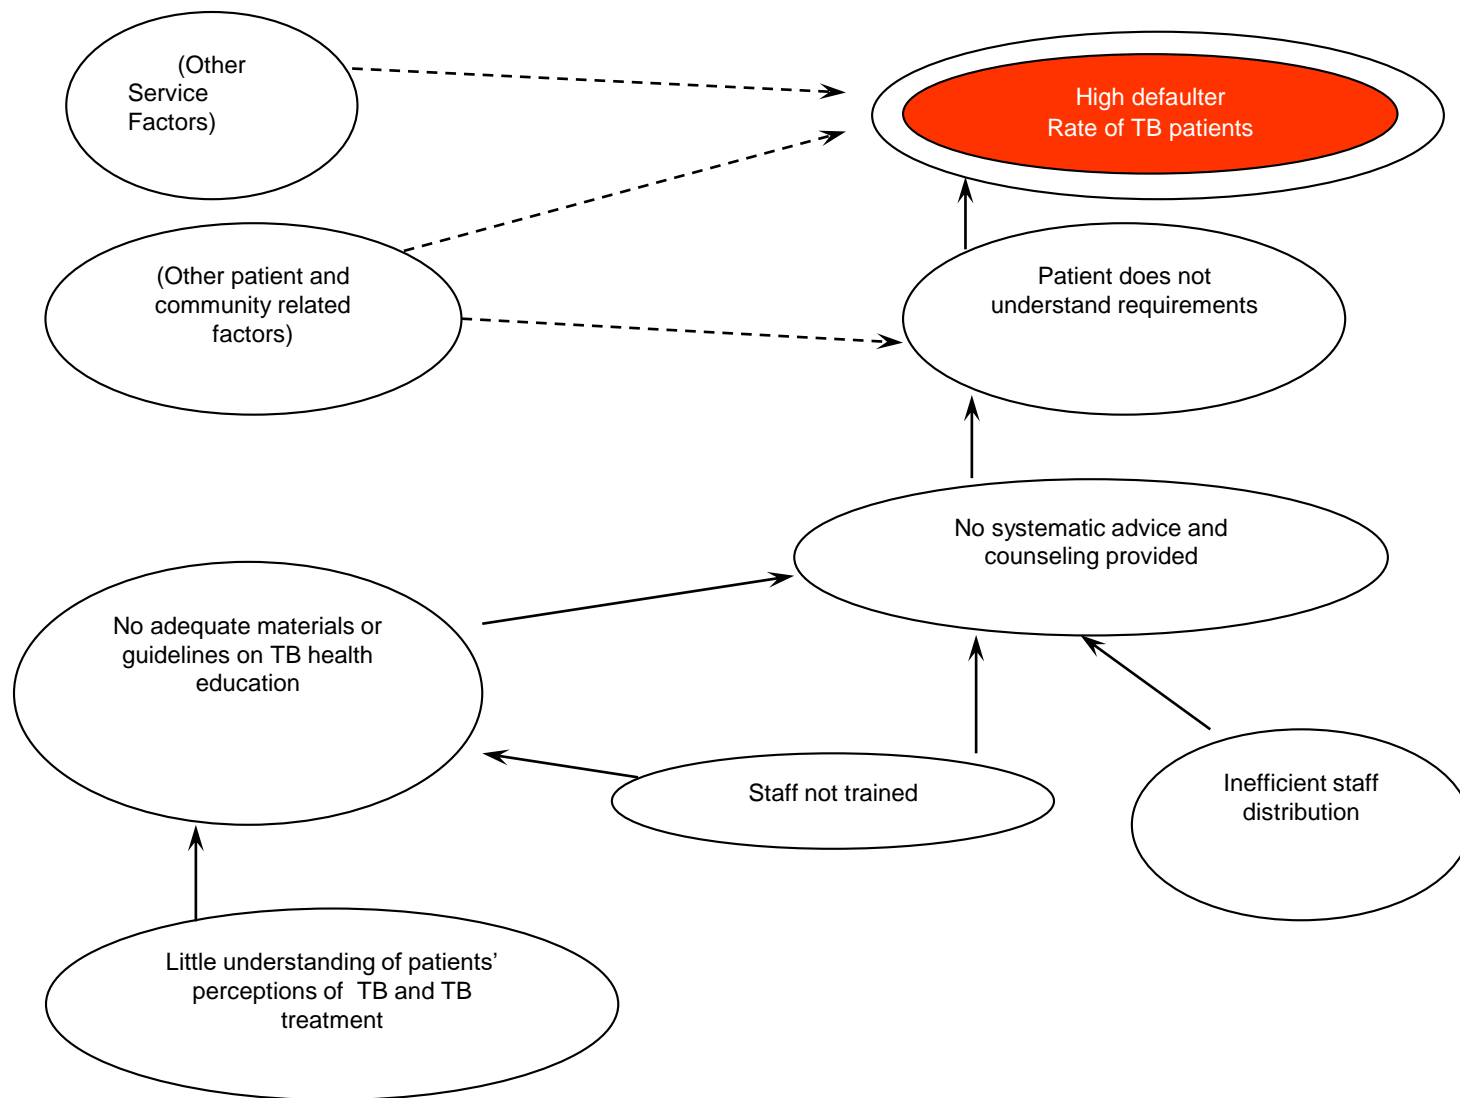 (Other
Service
Factors)
High defaulter
Rate of TB patients
(Other patient and
community related
factors)
Patient does not
understand requirements
No systematic advice and
counseling provided
No adequate materials or
guidelines on TB health
education
Staff not trained
Inefficient staff
distribution
Little understanding of patients’
perceptions of  TB and TB
treatment